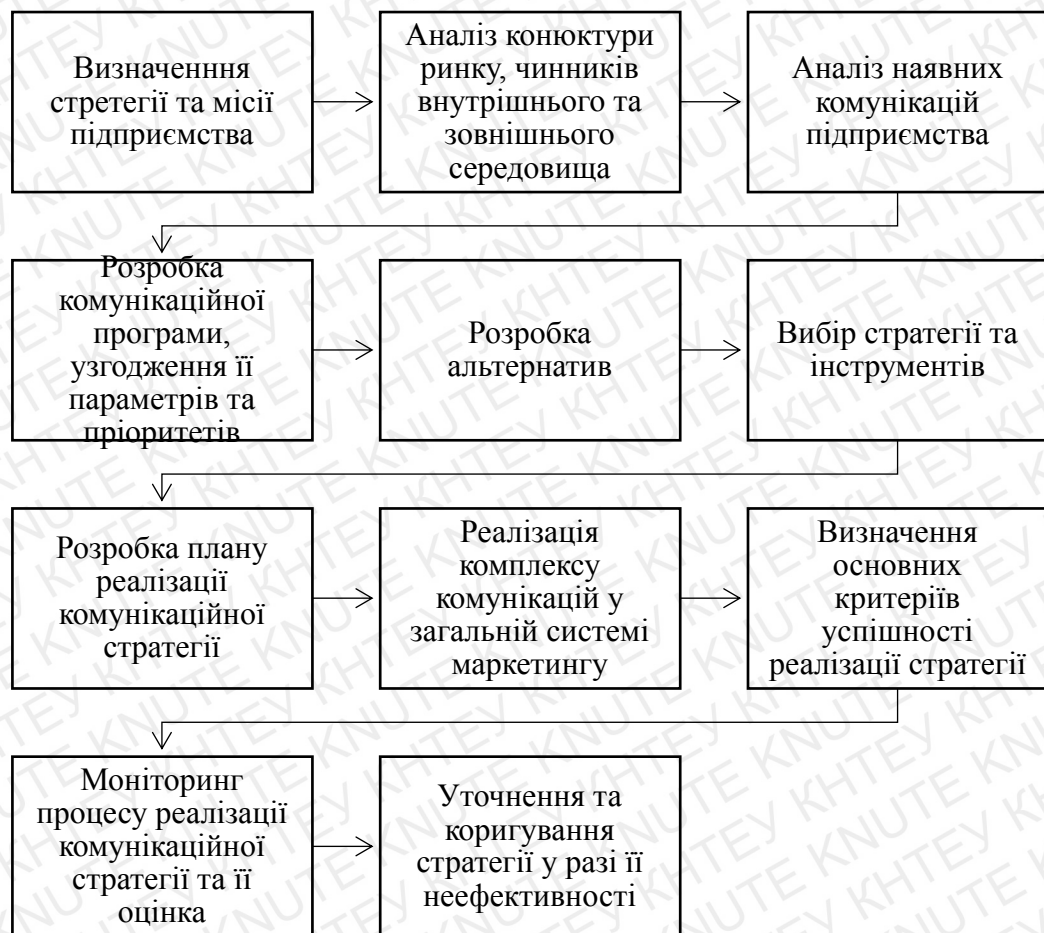 Визначенння
стретегії та місії
підприємства
Аналіз конюктури
ринку, чинників
внутрішнього та
зовнішнього
середовища
Аналіз наявних
комунікацій
підприємства
Розробка
комунікаційної
програми,
узгодження її
параметрів та
пріоритетів
Розробка
альтернатив
Вибір стратегії та
інструментів
Розробка плану
реалізації
комунікаційної
стратегії
Реалізація
комплексу
комунікацій у
загальній системі
маркетингу
Визначення
основних
критеріїв
успішності
реалізації стратегії
Моніторинг
процесу реалізації
комунікаційної
стратегії та її
оцінка
Уточнення та
коригування
стратегії у разі її
неефективності